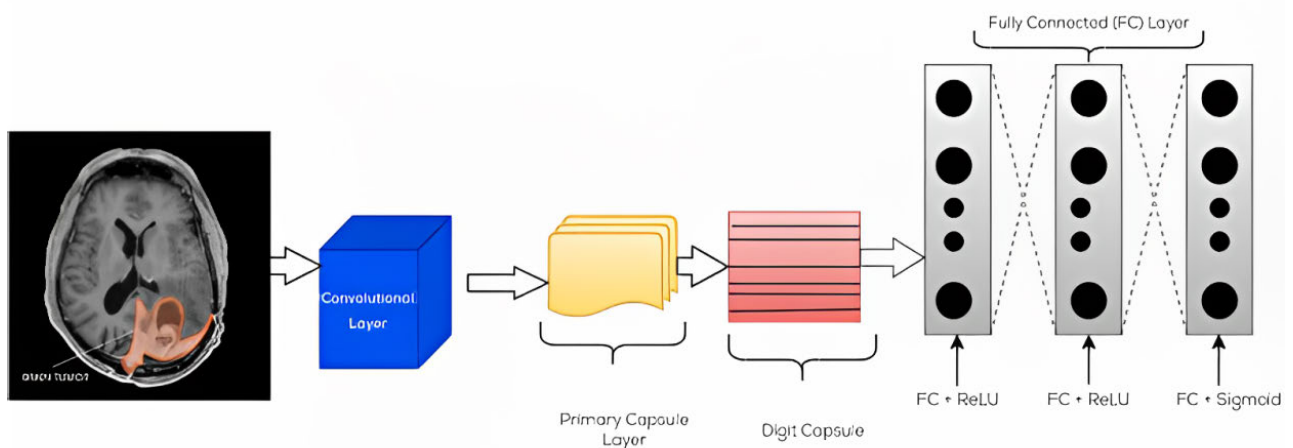 Fully Connected (FC) Layer
Convolutional
Layer
FC + ReLU
FC + ReLU
FC + Sigmoid
Primary Capsule
Layer
Digit Capsule